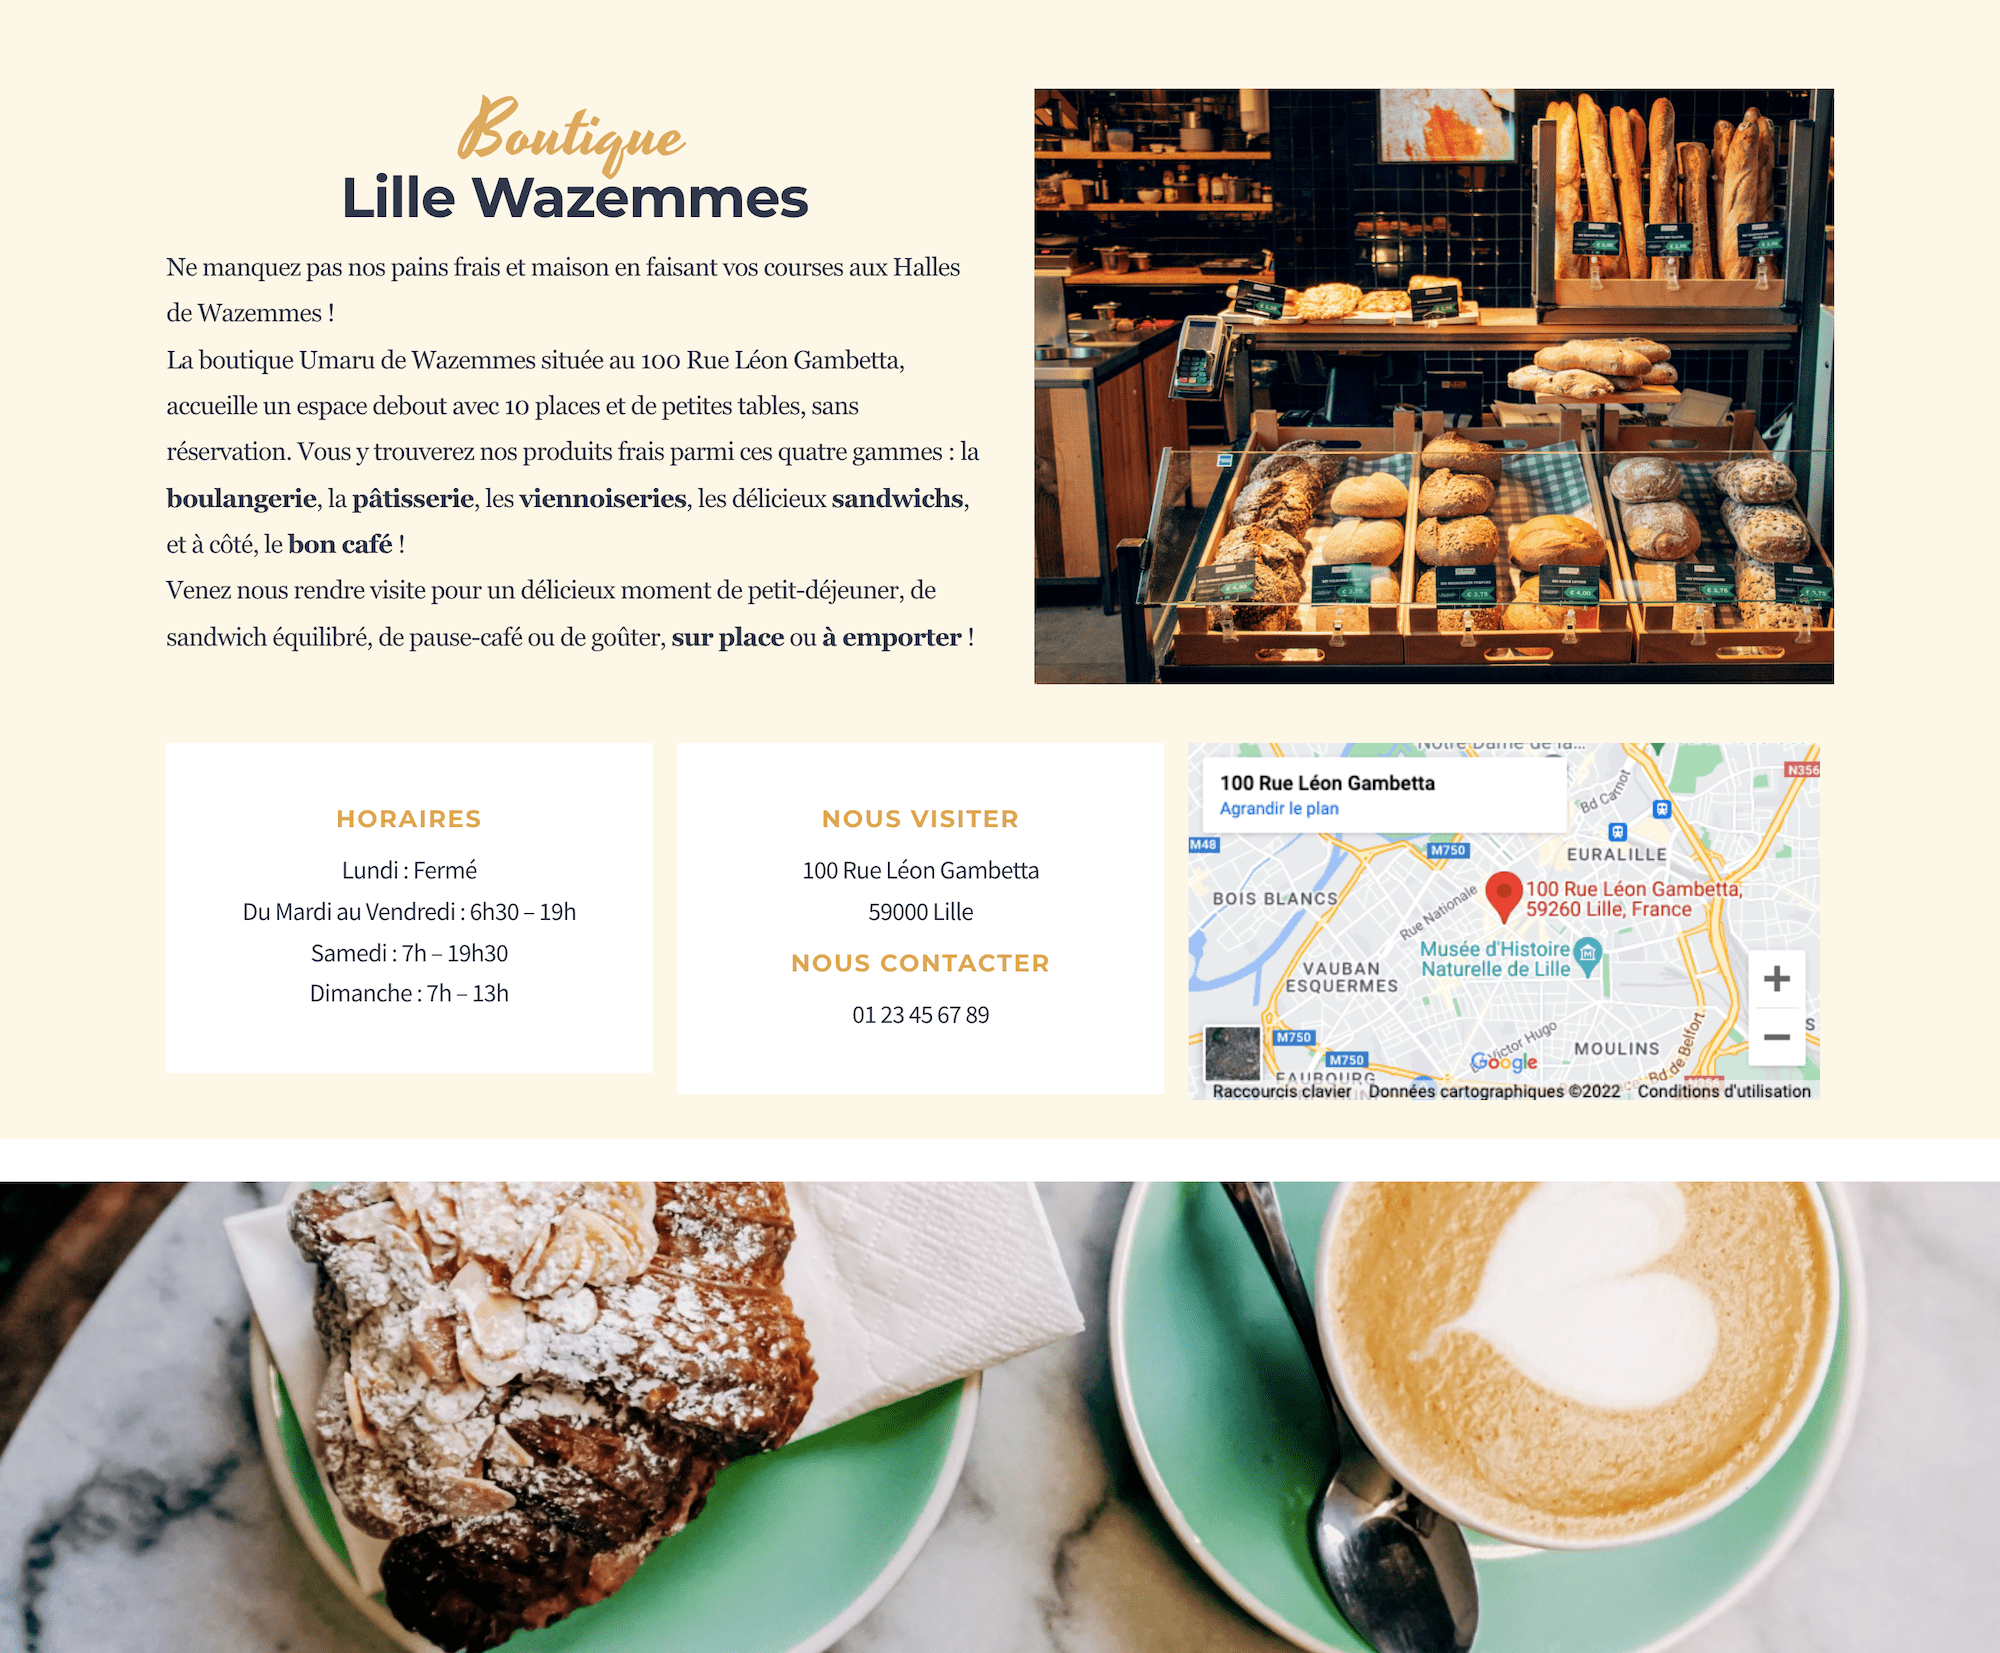 Boutique
Lille Wazemmes
Ne manquez pas nos pains frais et maison en faisant vos courses aux Halles
de Wazemmes !
La boutique Umaru de Wazemmes située au 100 Rue Léon Gambetta,
accueille un espace debout avec 10 places et de petites tables, sans
réservation. Vous y trouverez nos produits frais parmi ces quatre gammes : la
boulangerie, la pâtisserie, les viennoiseries, les délicieux sandwichs,
et à côté, le bon café !
Venez nous rendre visite pour un délicieux moment de petit-déjeuner, de
sandwich équilibré, de pause-café ou de goûter, sur place ou à emporter !
€ 3,75
€ 3,75
€ 4,00
€ 3,75
HORAIRES
Lundi : Fermé
Du Mardi au Vendredi : 6h30 – 19h
Samedi : 7h – 19h30
Dimanche : 7h – 13h
NOUS VISITER
100 Rue Léon Gambetta
59000 Lille
NOUS CONTACTER
01 23 45 67 89
Notre Dame de la...
100 Rue Léon Gambetta
Agrandir le plan
N356
Bd Carnot
M48
M750
EURALILLE
BOIS BLANCS
Rue Nationale
100 Rue Léon Gambetta,
59260 Lille, France
Musée d'Histoire
Naturelle de Lille
VAUBAN
ESQUERMES
M750
M750
Victor Hugo
MOULINS
Bd de Belfort
Google
FAUBOURG
Raccourcis clavier
Données cartographiques ©2022
Conditions d'utilisation